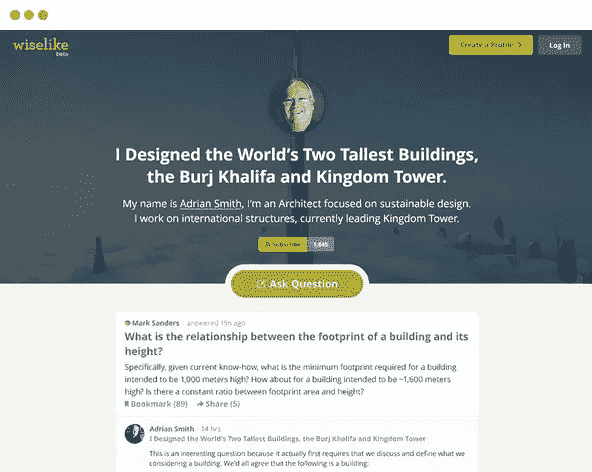 wiselike
beta
Create a Profile
Log In
I Designed the World's Two Tallest Buildings,
the Burj Khalifa and Kingdom Tower.
My name is Adrian Smith, I'm an Architect focused on sustainable design.
I work on international structures, currently leading Kingdom Tower.
Subscribe 1,645
Ask Question
Mark Sanders · answered 15h ago
What is the relationship between the footprint of a building and its
height?
Specifically, given current know-how, what is the minimum footprint required for a building
intended to be 1,000 meters high? How about for a building intended to be ~1,600 meters
high? Is there a constant ratio between footprint area and height?
Bookmark (89) Share (5)
Adrian Smith · 14 hrs
I Designed the World's Two Tallest Buildings, the Burj Khalifa and Kingdom Tower
This is an interesting question because it actually first requires that we discuss and define what we
considering a building. We'd all agree that the following is a building: